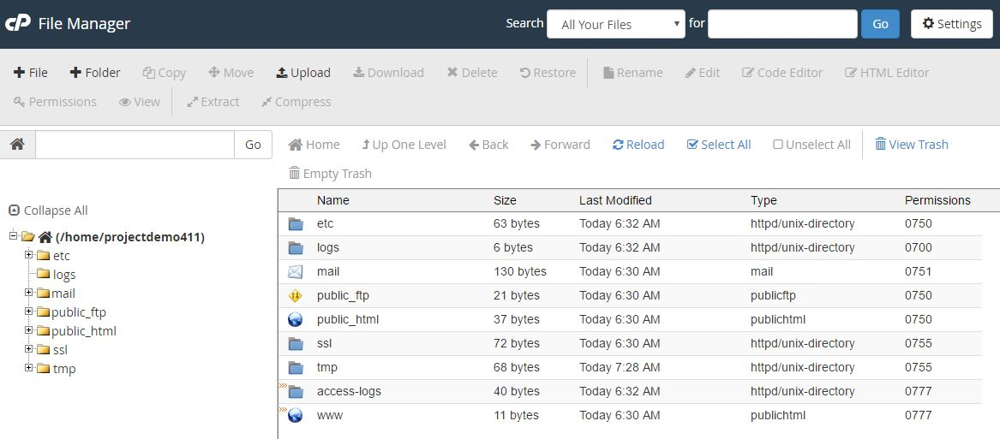 cP File Manager Search All Your Files for Go Settings
File Folder Copy Move Upload Download Delete Restore Rename Edit Code Editor HTML Editor
Permissions View Extract Compress
Go Home Up One Level Back Forward Reload Select All Unselect All View Trash
Empty Trash
Collapse All
(/home/projectdemo411)
etc
logs
mail
public_ftp
public_html
ssl
tmp
Name Size Last Modified Type Permissions
etc 63 bytes Today 6:32 AM httpd/unix-directory 0750
logs 6 bytes Today 6:32 AM httpd/unix-directory 0700
mail 130 bytes Today 6:30 AM mail 0751
public_ftp 21 bytes Today 6:30 AM publicftp 0750
public_html 37 bytes Today 6:30 AM publichtml 0750
ssl 72 bytes Today 6:30 AM httpd/unix-directory 0755
tmp 68 bytes Today 7:28 AM httpd/unix-directory 0755
access-logs 40 bytes Today 6:32 AM httpd/unix-directory 0777
www 11 bytes Today 6:30 AM publichtml 0777